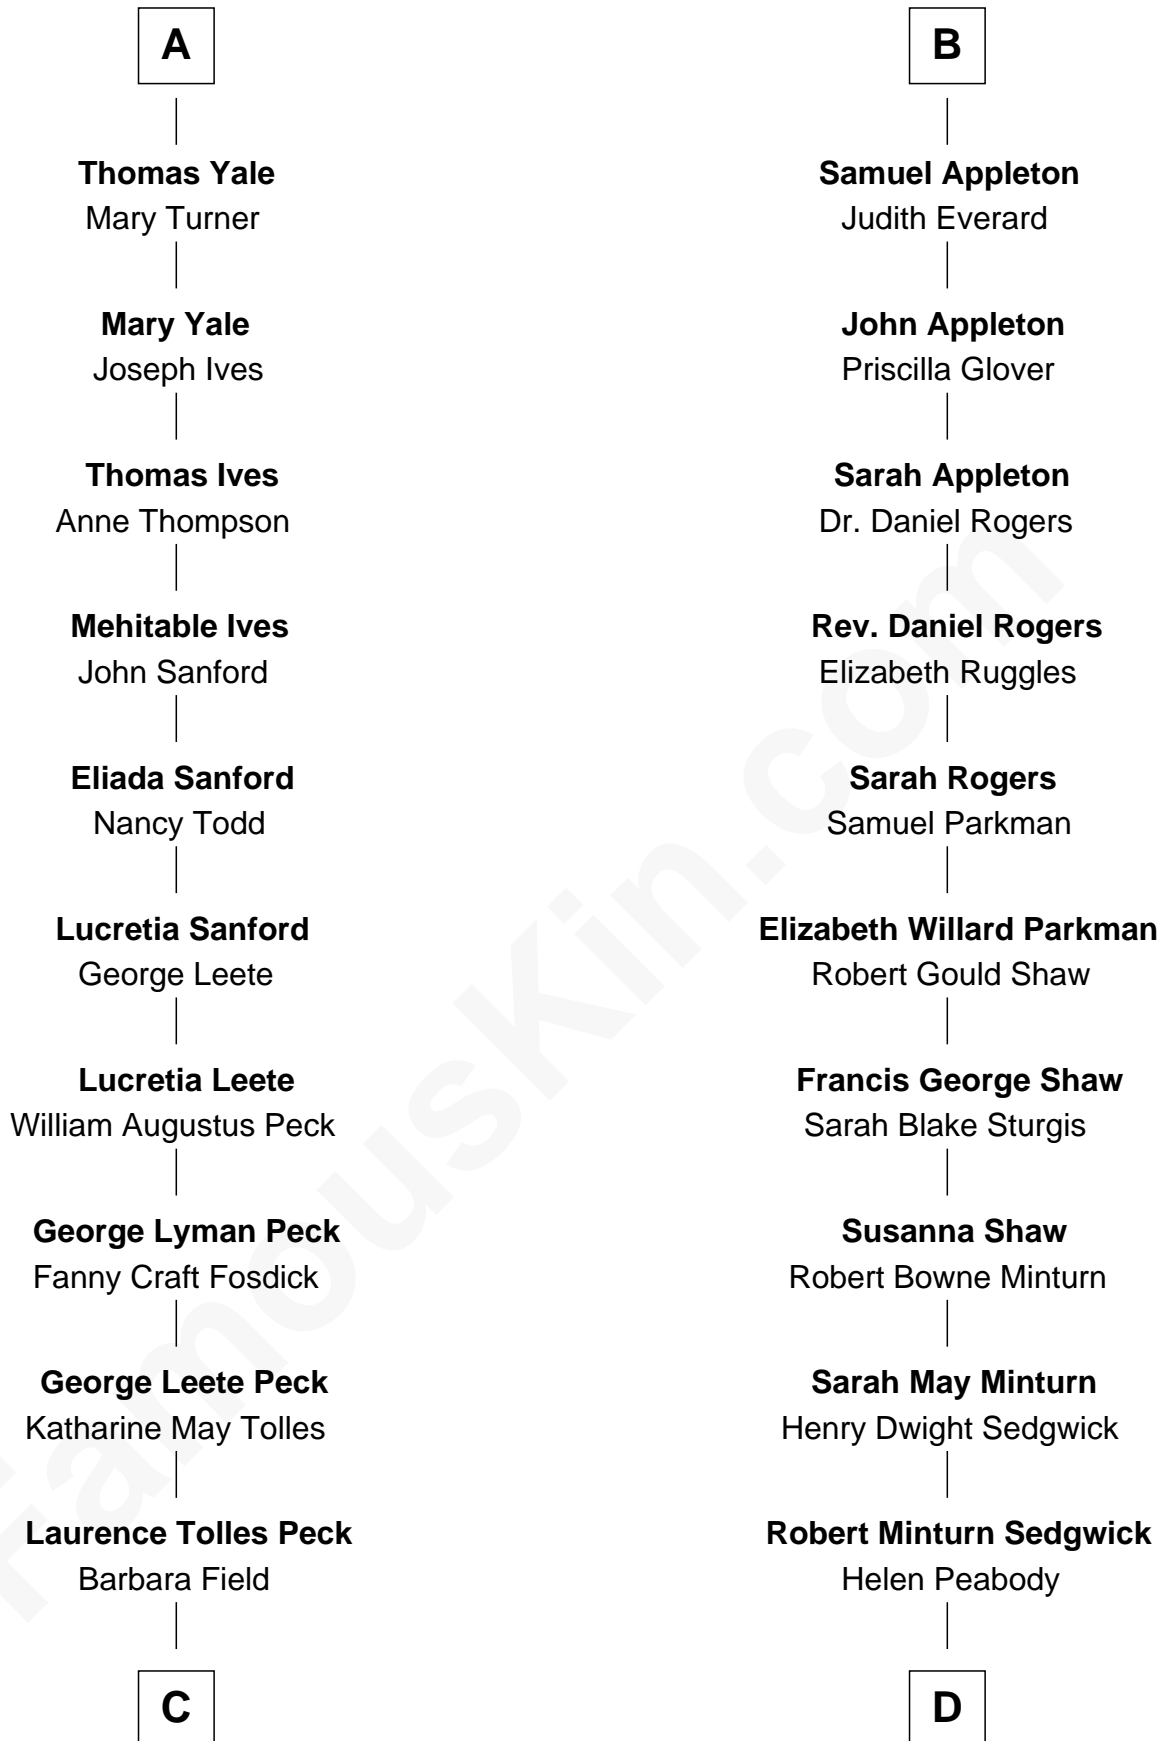 A
Thomas Yale
Mary Turner
Mary Yale
Joseph Ives
Thomas Ives
Anne Thompson
Mehitable Ives
John Sanford
Eliada Sanford
Nancy Todd
Lucretia Sanford
George Leete
Lucretia Leete
William Augustus Peck
George Lyman Peck
Fanny Craft Fosdick
George Leete Peck
Katharine May Tolles
Laurence Tolles Peck
Barbara Field
C
B
Samuel Appleton
Judith Everard
John Appleton
Priscilla Glover
Sarah Appleton
Dr. Daniel Rogers
Rev. Daniel Rogers
Elizabeth Ruggles
Sarah Rogers
Samuel Parkman
Elizabeth Willard Parkman
Robert Gould Shaw
Francis George Shaw
Sarah Blake Sturgis
Susanna Shaw
Robert Bowne Minturn
Sarah May Minturn
Henry Dwight Sedgwick
Robert Minturn Sedgwick
Helen Peabody
D
FamousKin.com